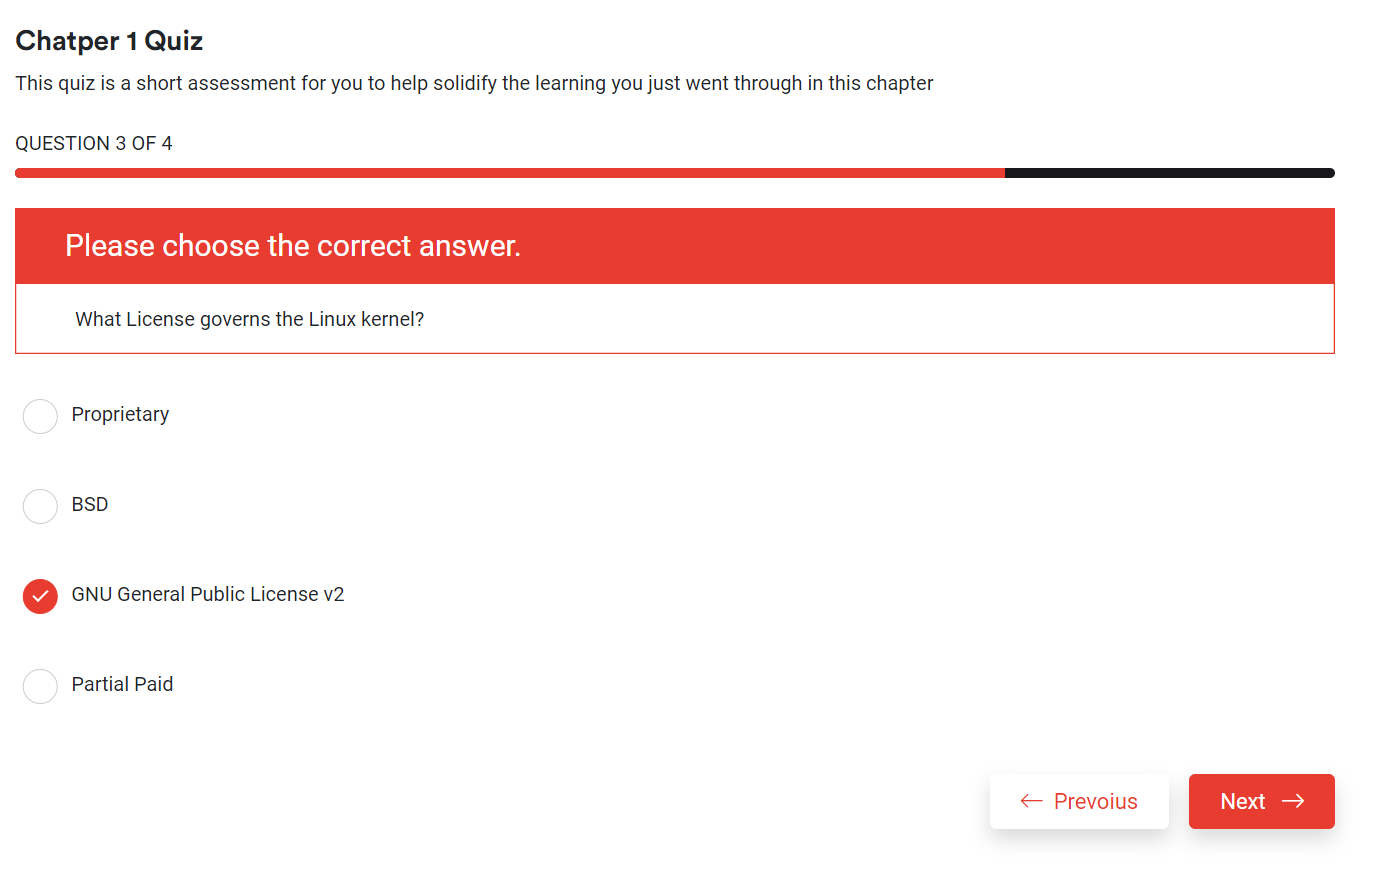 Chatper 1 Quiz
This quiz is a short assessment for you to help solidify the learning you just went through in this chapter
QUESTION 3 OF 4
Please choose the correct answer.
What License governs the Linux kernel?
Proprietary
BSD
GNU General Public License v2
Partial Paid
Prevoius
Next